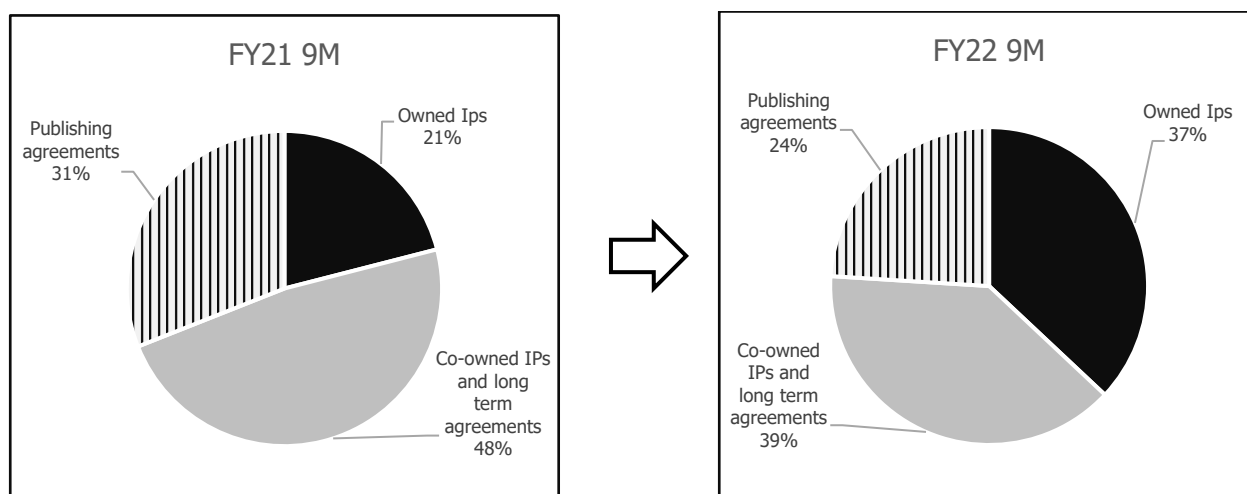 FY21 9M
Owned Ips
21%
Publishing
agreements
31%
Co-owned IPs
and long
term
agreements
48%
FY22 9M
Publishing
agreements
24%
Owned Ips
37%
Co-owned
IPs and
long term
agreements
39%